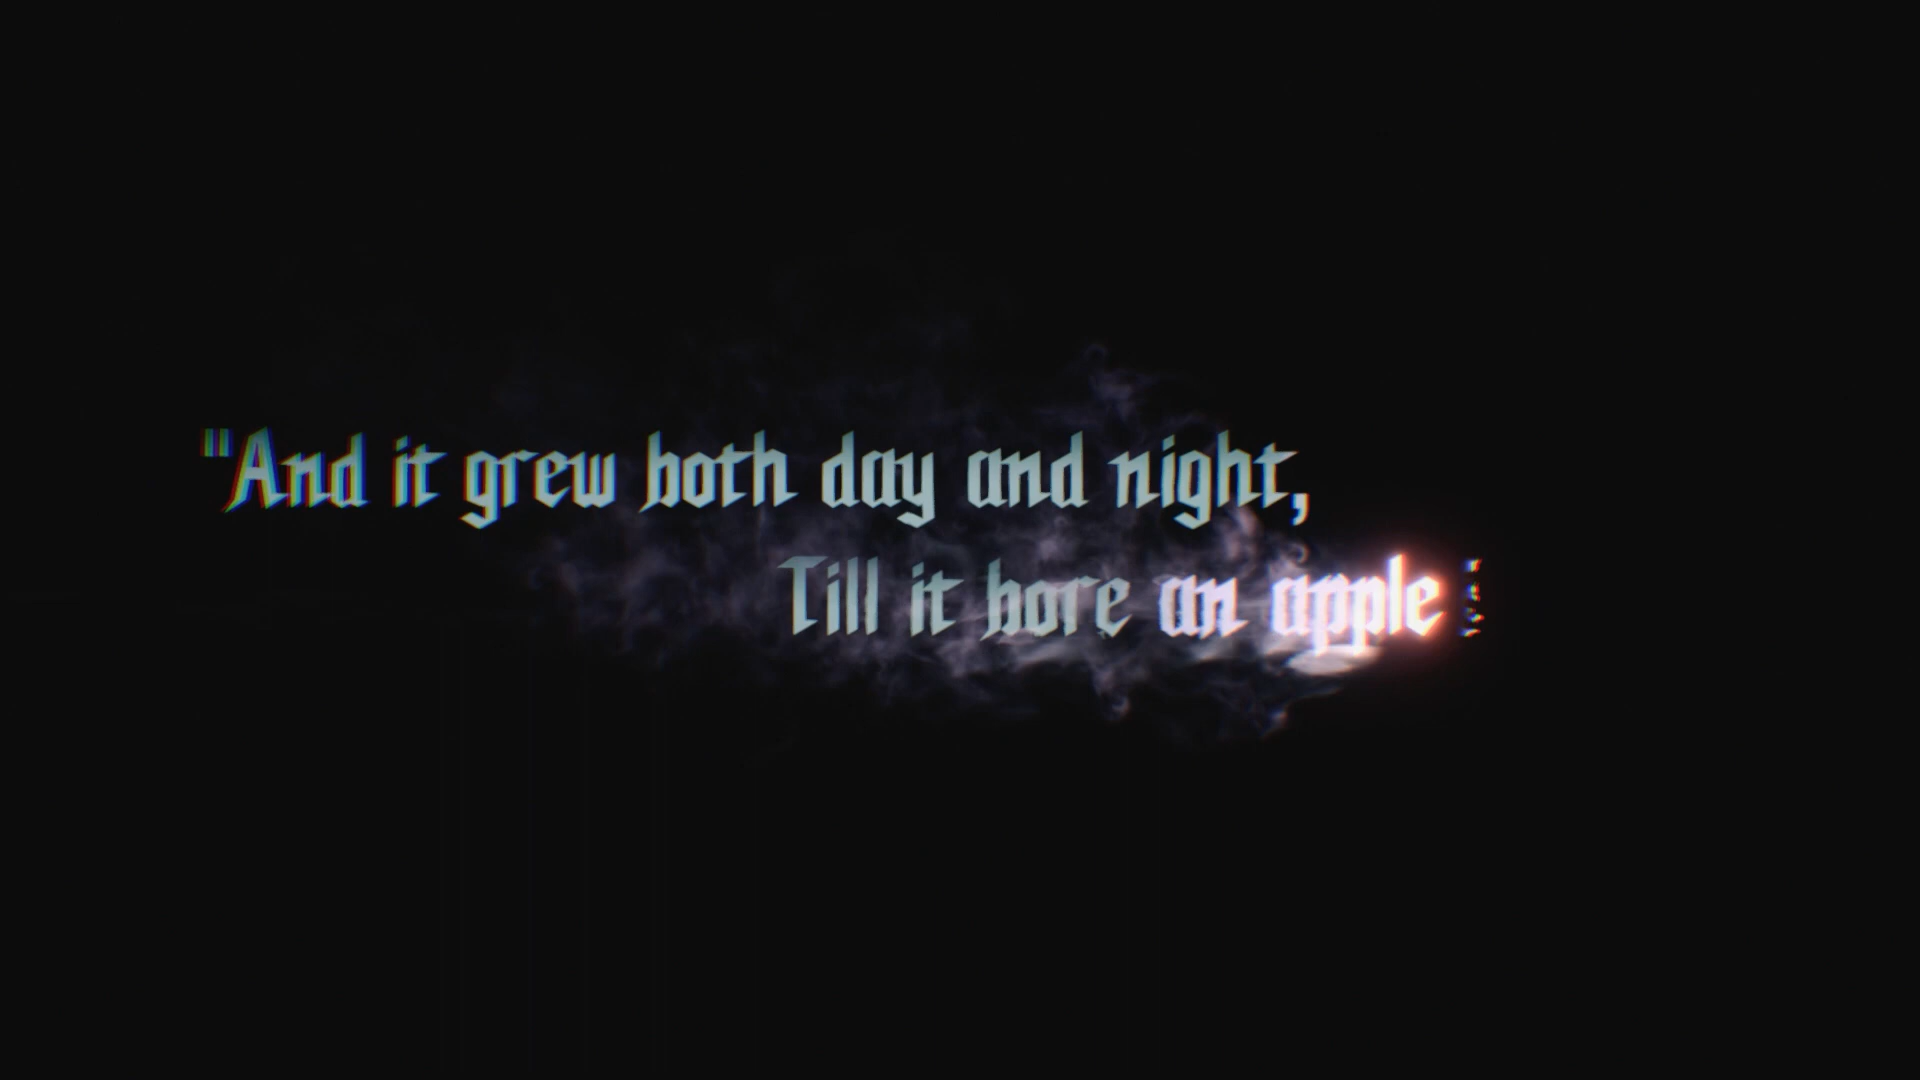 "And it grew both day and night,
Till it bore an apple